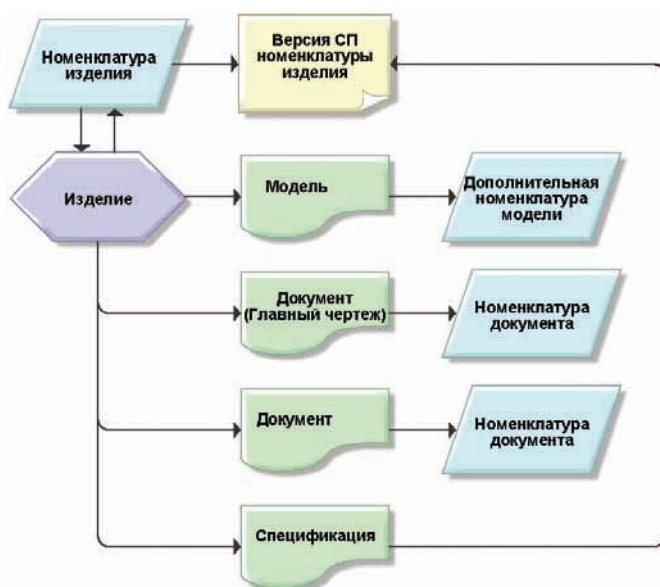 Номенклатура
изделия
Версия СП
номенклатуры
изделия
Изделие
Модель
Дополнительная
номенклатура
модели
Документ
(Главный чертеж)
Номенклатура
документа
Документ
Номенклатура
документа
Спецификация